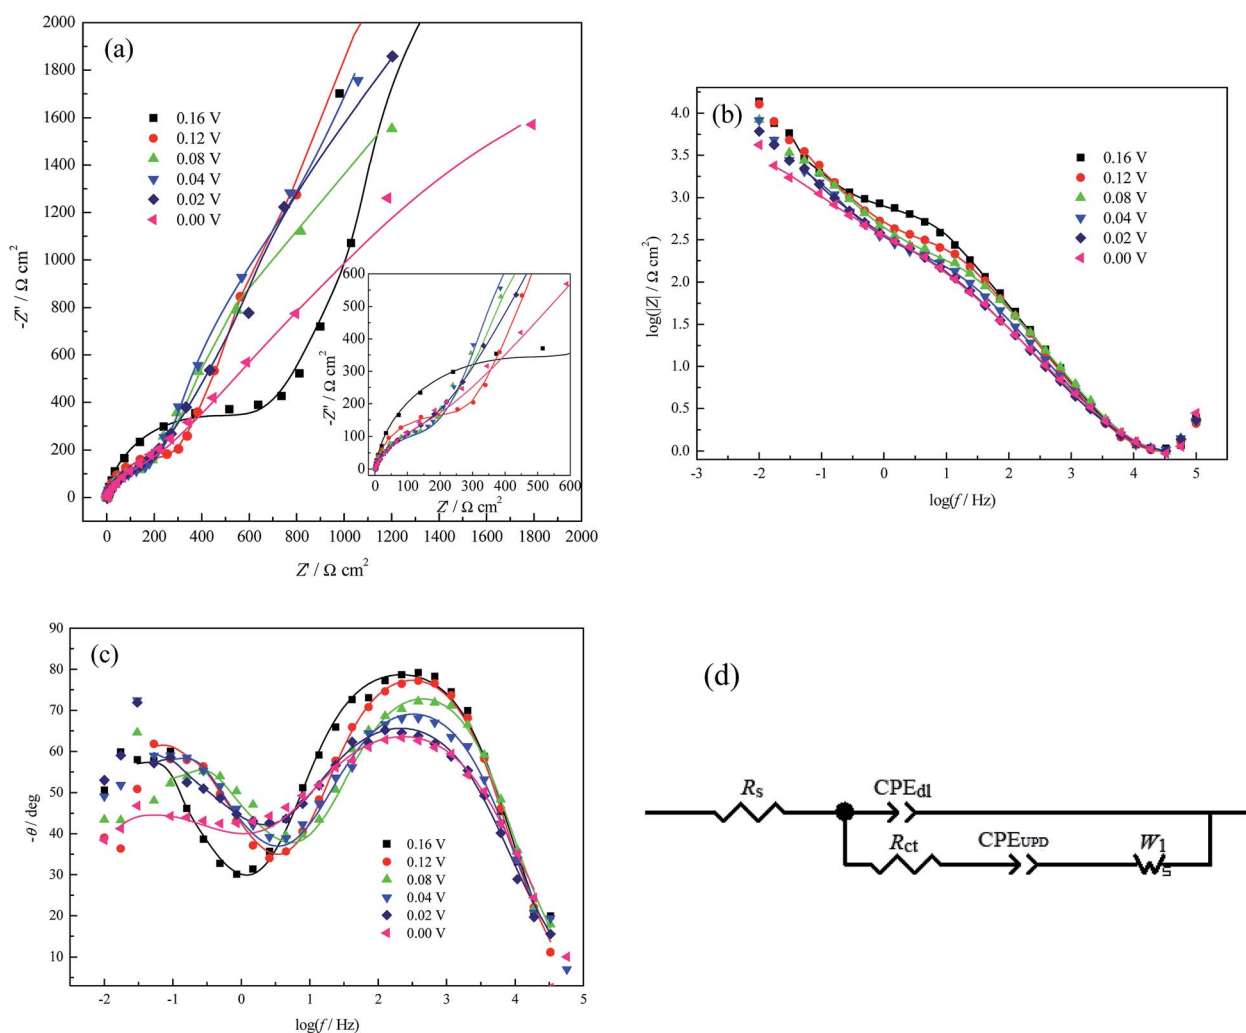 (a)
-Z'' / Ω cm²
2000
1800
1600
1400
1200
1000
800
600
400
200
0
0.16 V
0.12 V
0.08 V
0.04 V
0.02 V
0.00 V
-Z'' / Ω cm²
600
500
400
300
200
100
0
0 100 200 300 400 500 600
Z' / Ω cm²
0 200 400 600 800 1000 1200 1400 1600 1800 2000
Z' / Ω cm²
(b)
log(|Z| / Ω cm²)
4.0
3.5
3.0
2.5
2.0
1.5
1.0
0.5
0.0
0.16 V
0.12 V
0.08 V
0.04 V
0.02 V
0.00 V
-3 -2 -1 0 1 2 3 4 5
log(f / Hz)
(c)
-θ / deg
90
80
70
60
50
40
30
20
10
0.16 V
0.12 V
0.08 V
0.04 V
0.02 V
0.00 V
-2 -1 0 1 2 3 4 5
log(f / Hz)
(d)
Rs CPEdl
Rct CPEUPD W1
s